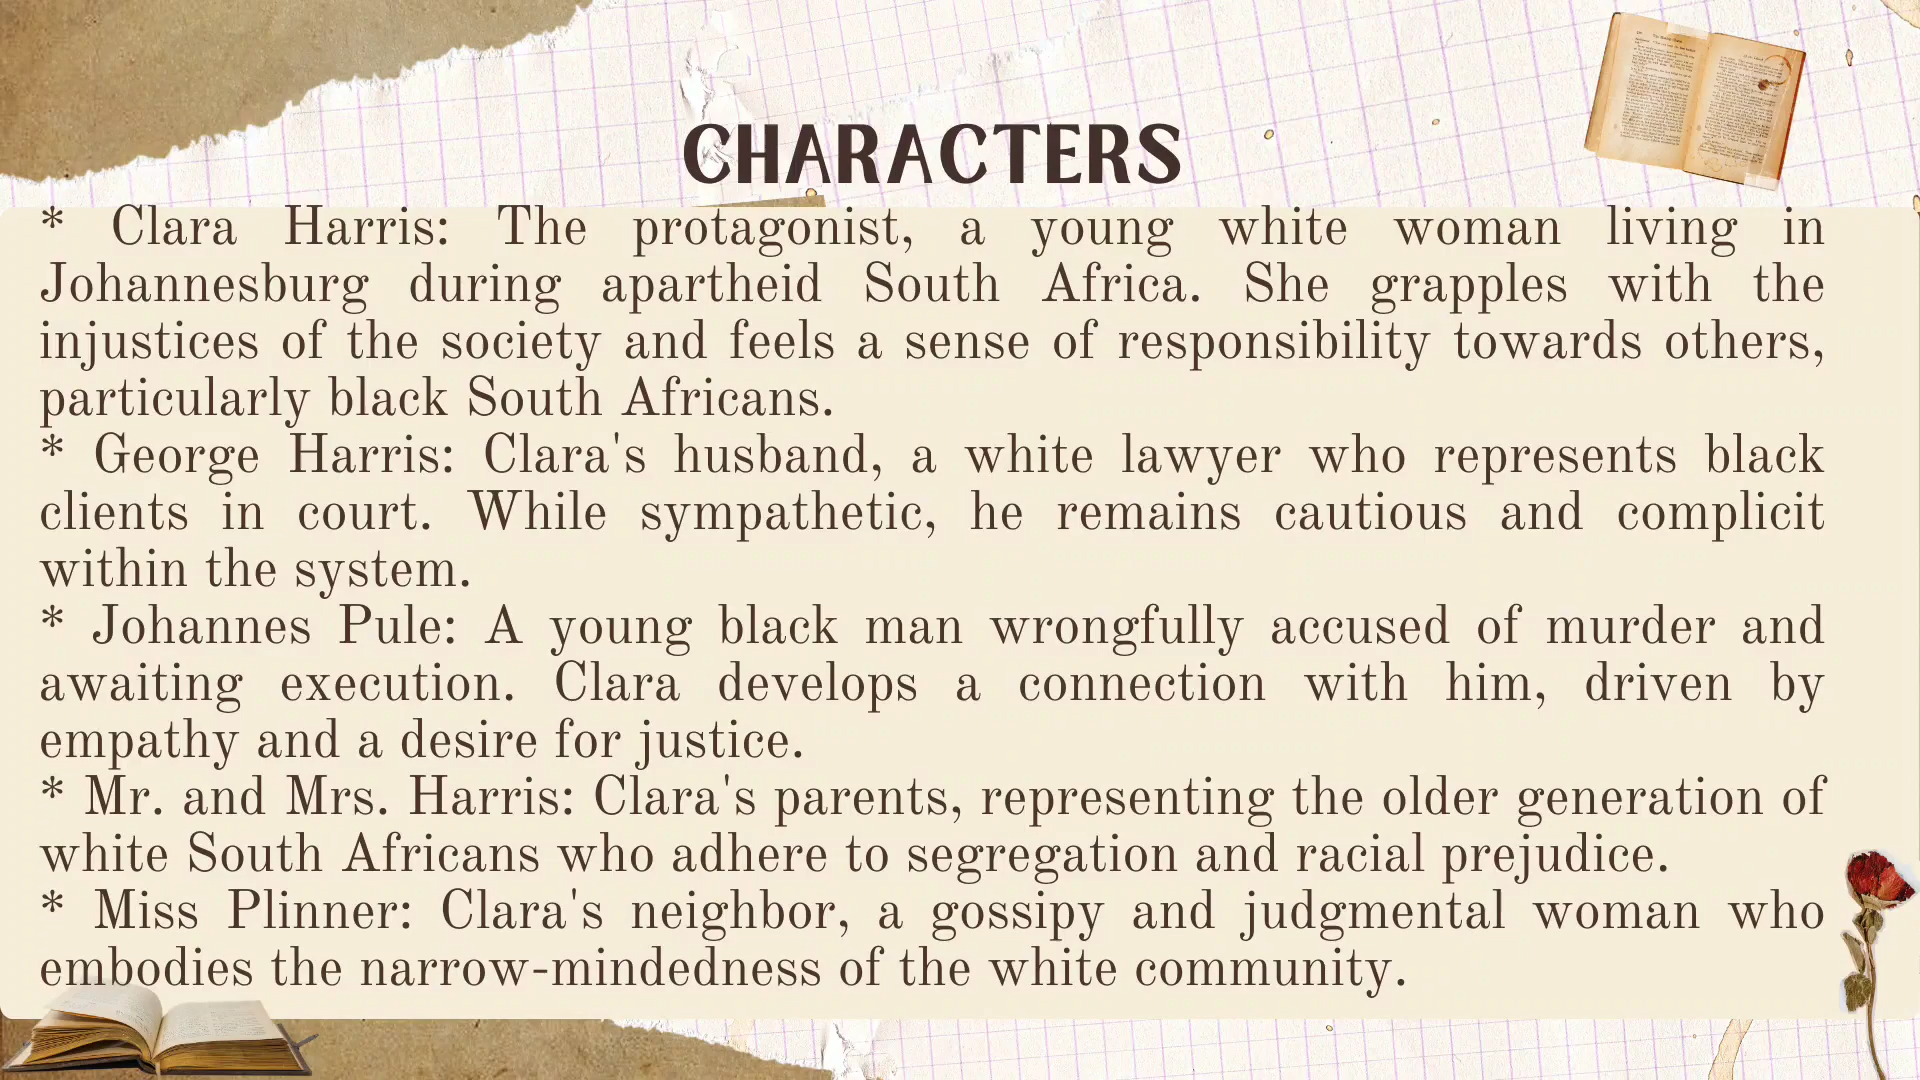 CHARACTERS
* Clara Harris: The protagonist, a young white woman living in
Johannesburg during apartheid South Africa. She grapples with the
injustices of the society and feels a sense of responsibility towards others,
particularly black South Africans.
* George Harris: Clara's husband, a white lawyer who represents black
clients in court. While sympathetic, he remains cautious and complicit
within the system.
* Johannes Pule: A young black man wrongfully accused of murder and
awaiting execution. Clara develops a connection with him, driven by
empathy and a desire for justice.
* Mr. and Mrs. Harris: Clara's parents, representing the older generation of
white South Africans who adhere to segregation and racial prejudice.
* Miss Plinner: Clara's neighbor, a gossipy and judgmental woman who
embodies the narrow-mindedness of the white community.